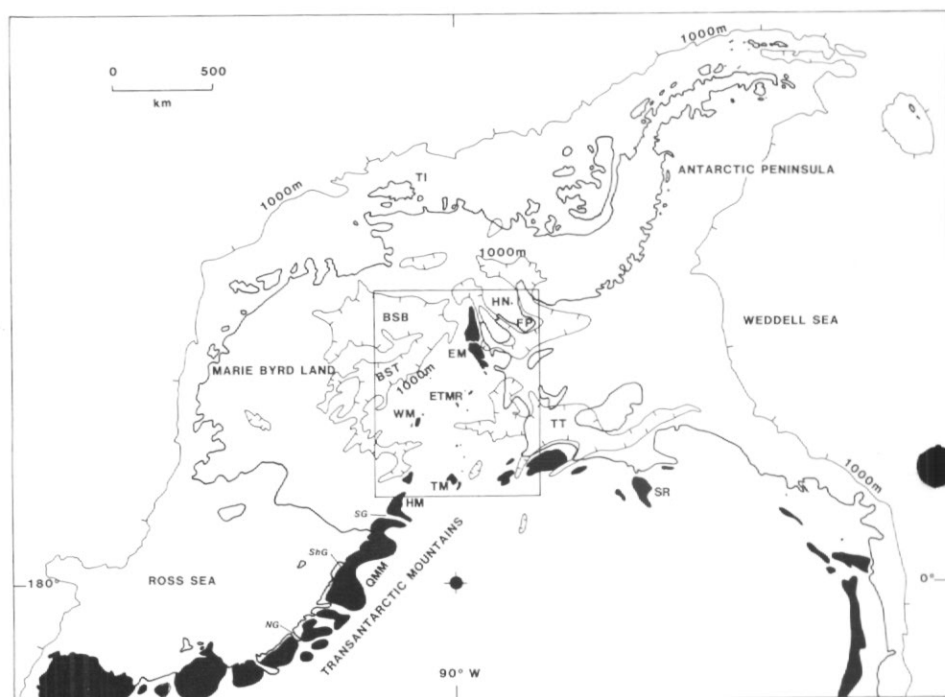 1000m
0 500
km
TI
ANTARCTIC PENINSULA
1000m
1000m
HN
BSB
FP
WEDDELL SEA
EM
MARIE BYRD LAND
BST
1000m
ETMR
WM
TT
1000m
TM
SR
HM
SG
ShG
ROSS SEA
QMM
180°
0°
NG
TRANSANTARCTIC MOUNTAINS
90° W